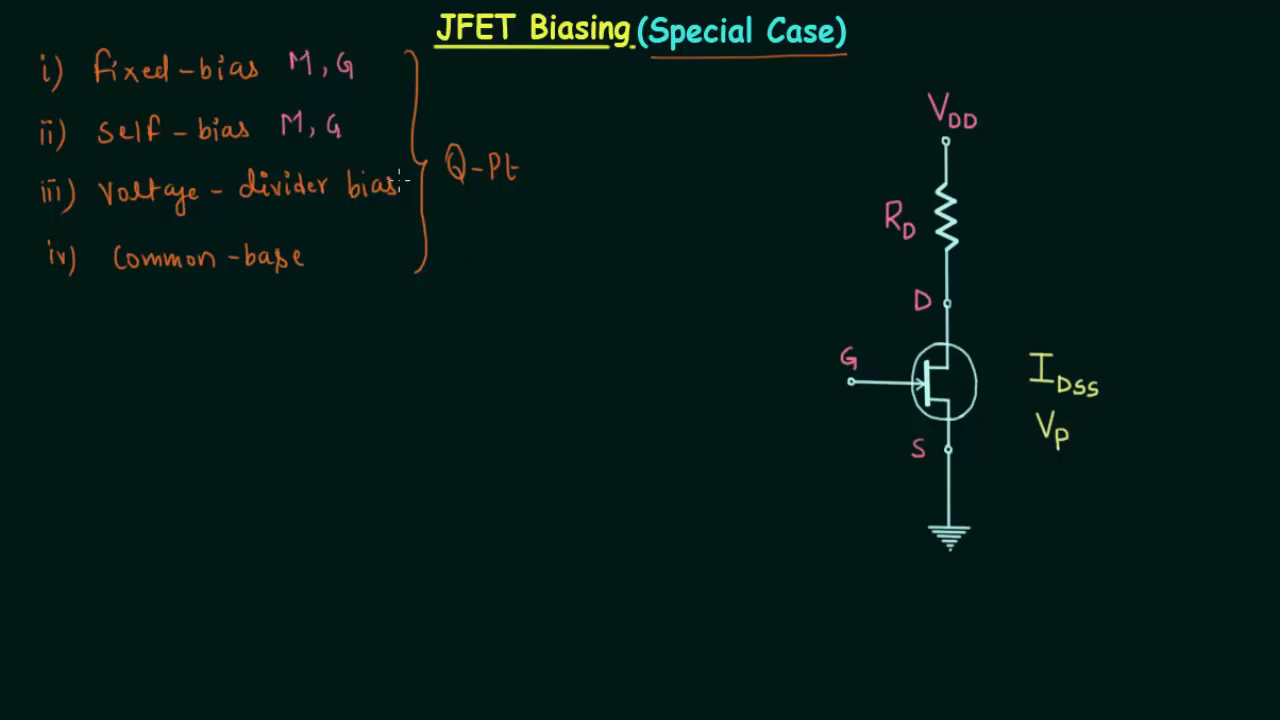 JFET Biasing (Special Case)
i) fixed-bias M, G
ii) self-bias M, G
iii) voltage-divider bias
iv) common-base
Q-Pt
VDD
RD
D
G
S
IDSS
VP